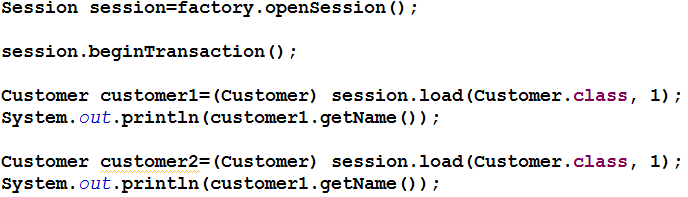 Session session=factory.openSession();
session.beginTransaction();
Customer customer1=(Customer) session.load(Customer.class, 1);
System.out.println(customer1.getName());
Customer customer2=(Customer) session.load(Customer.class, 1);
System.out.println(customer1.getName());